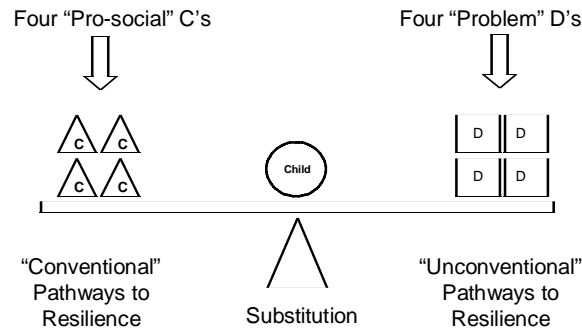 Four “Pro-social” C’s
Four “Problem” D’s
C C
C C
Child
D D
D D
“Conventional”
Pathways to
Resilience
Substitution
“Unconventional”
Pathways to
Resilience